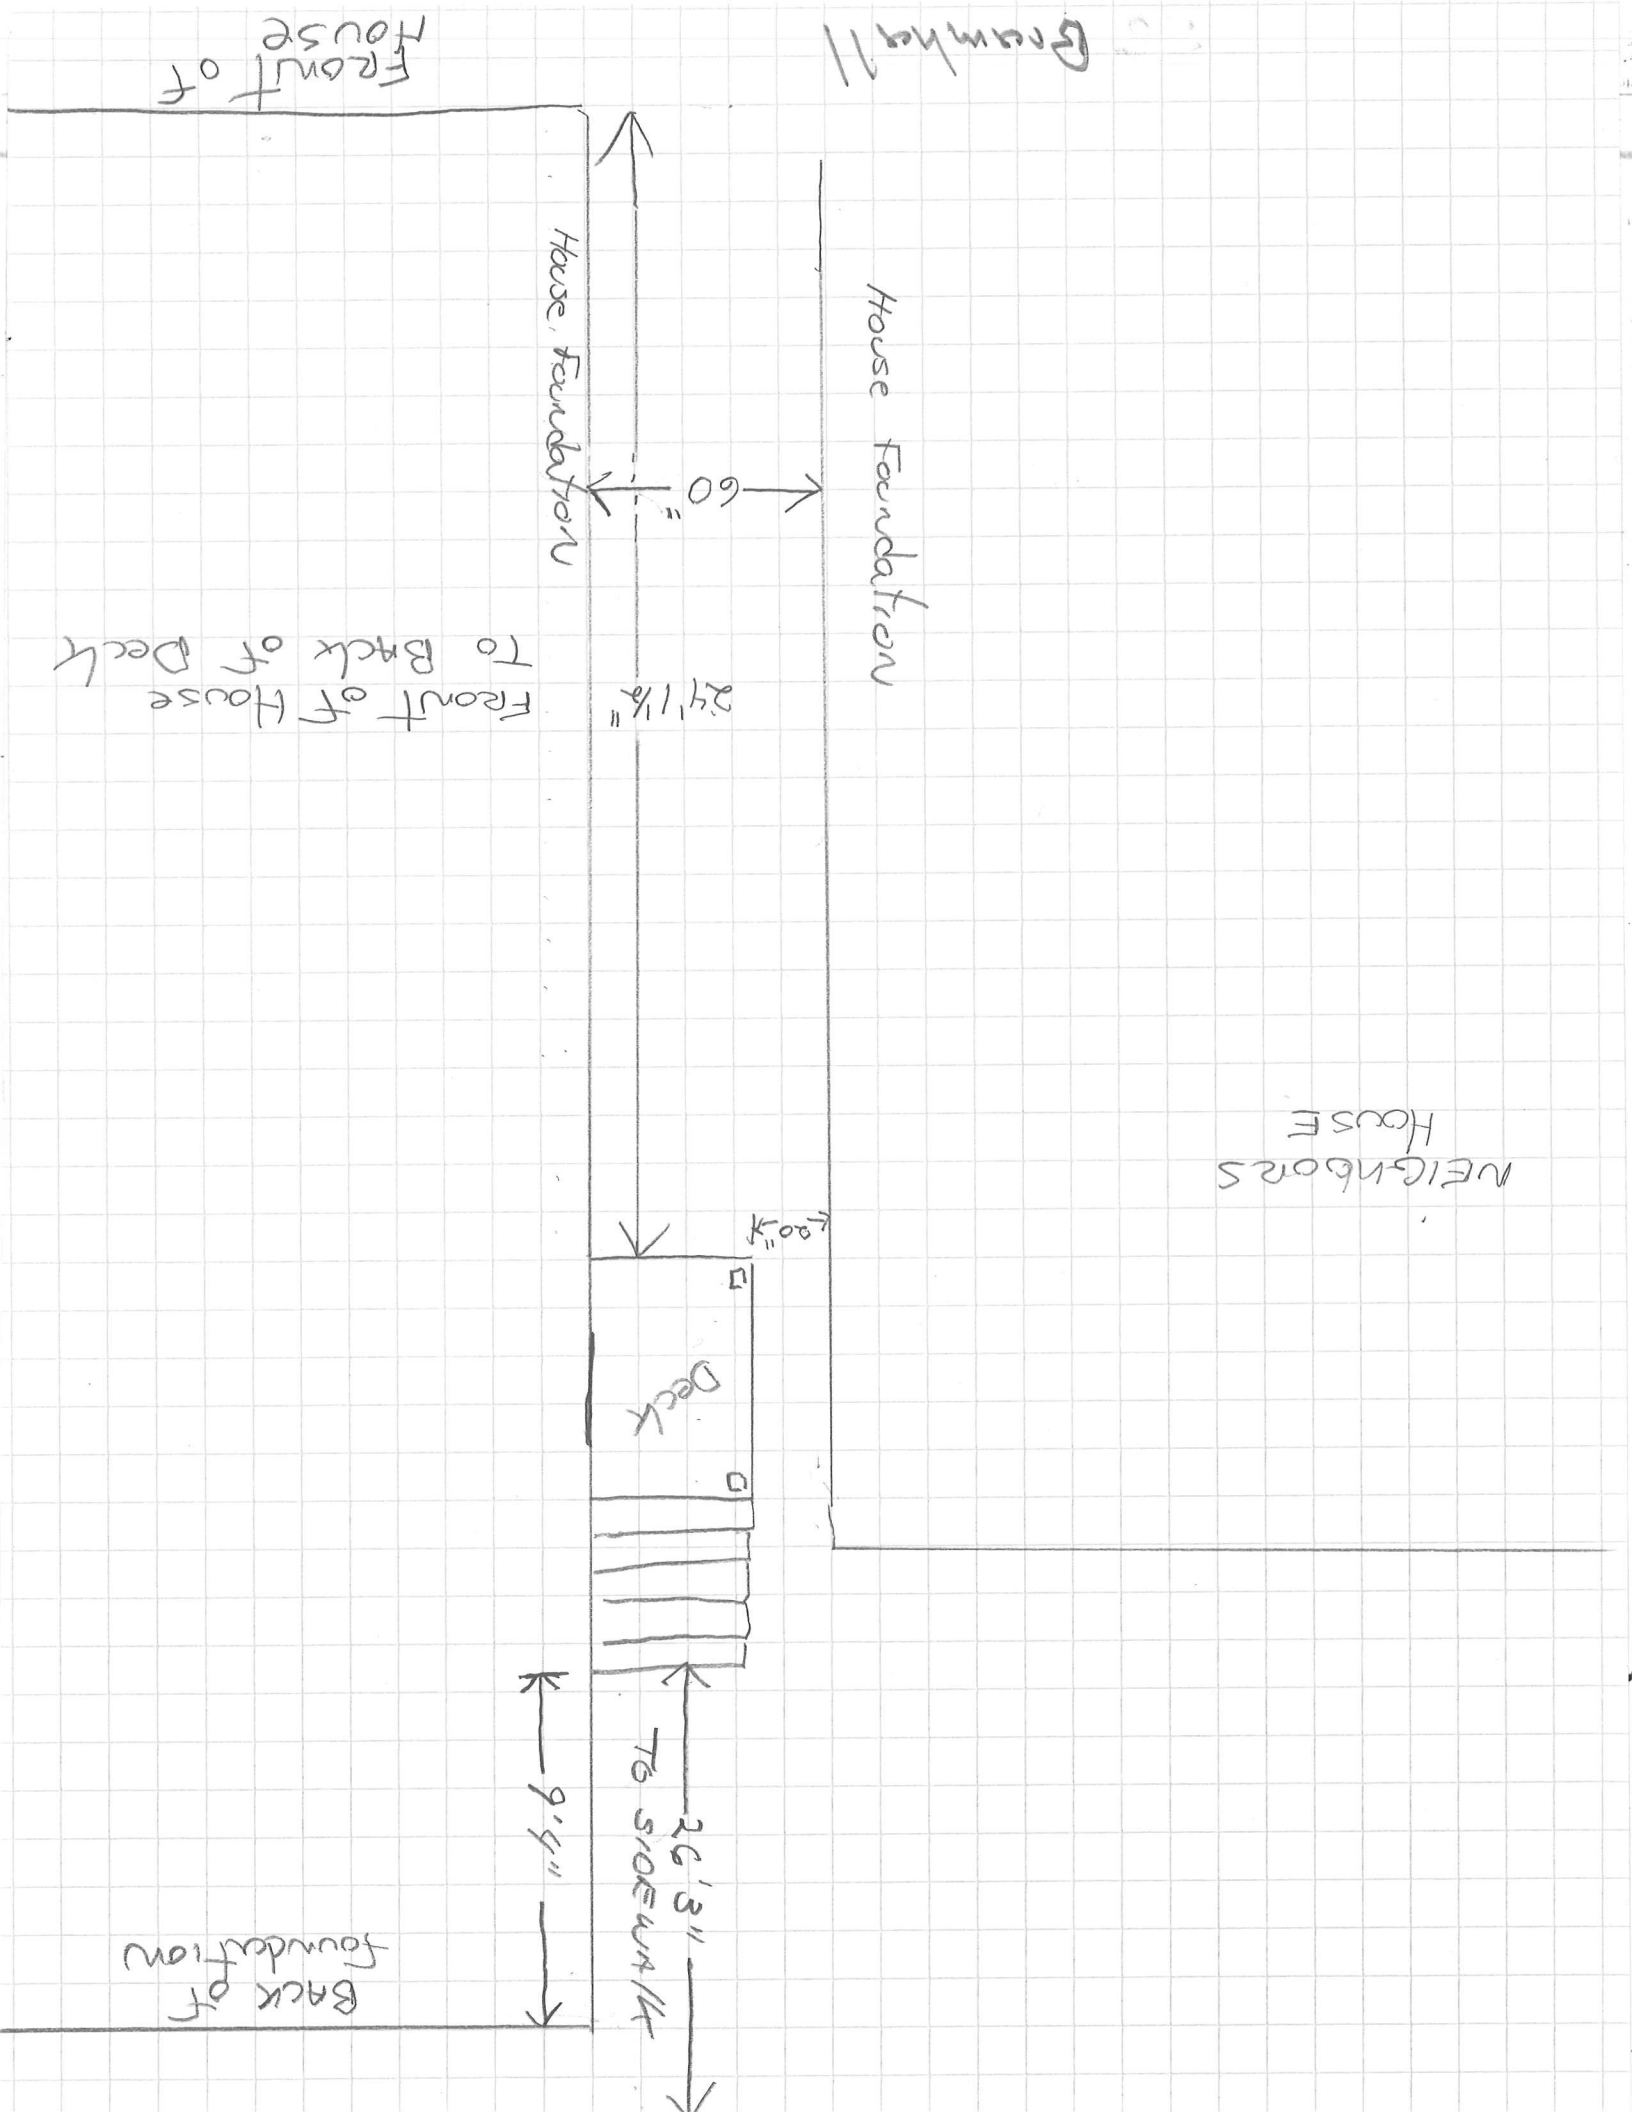 BACK OF
Foundation
9'4"
26'3"
To SIDEWALK
Deck
20"
NEIGHBORS
HOUSE
Front of House
To Back of Deck
24'1½"
60"
House Foundation
House Foundation
Front of
House
Bramhall